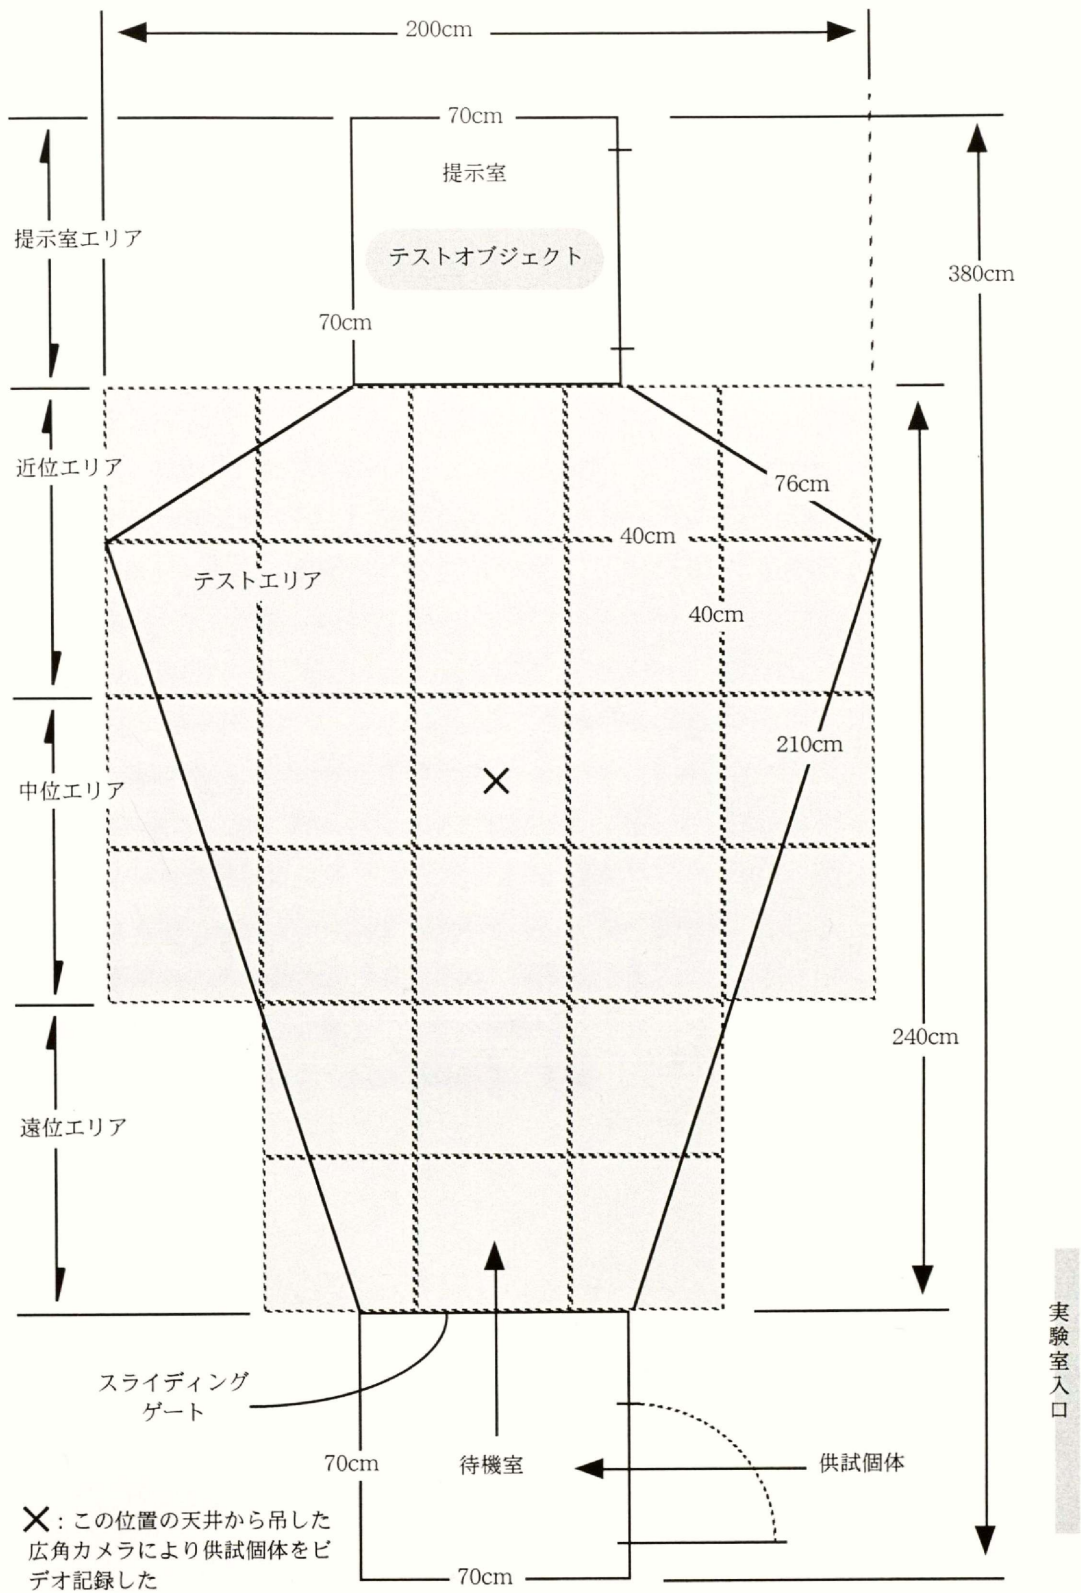 200cm
70cm
提示室
提示室エリア
テストオブジェクト
380cm
70cm
近位エリア
76cm
40cm
テストエリア
40cm
210cm
中位エリア
240cm
遠位エリア
実験室入口
スライディング
ゲート
70cm
待機室
供試個体
×：この位置の天井から吊した
広角カメラにより供試個体をビ
デオ記録した
70cm